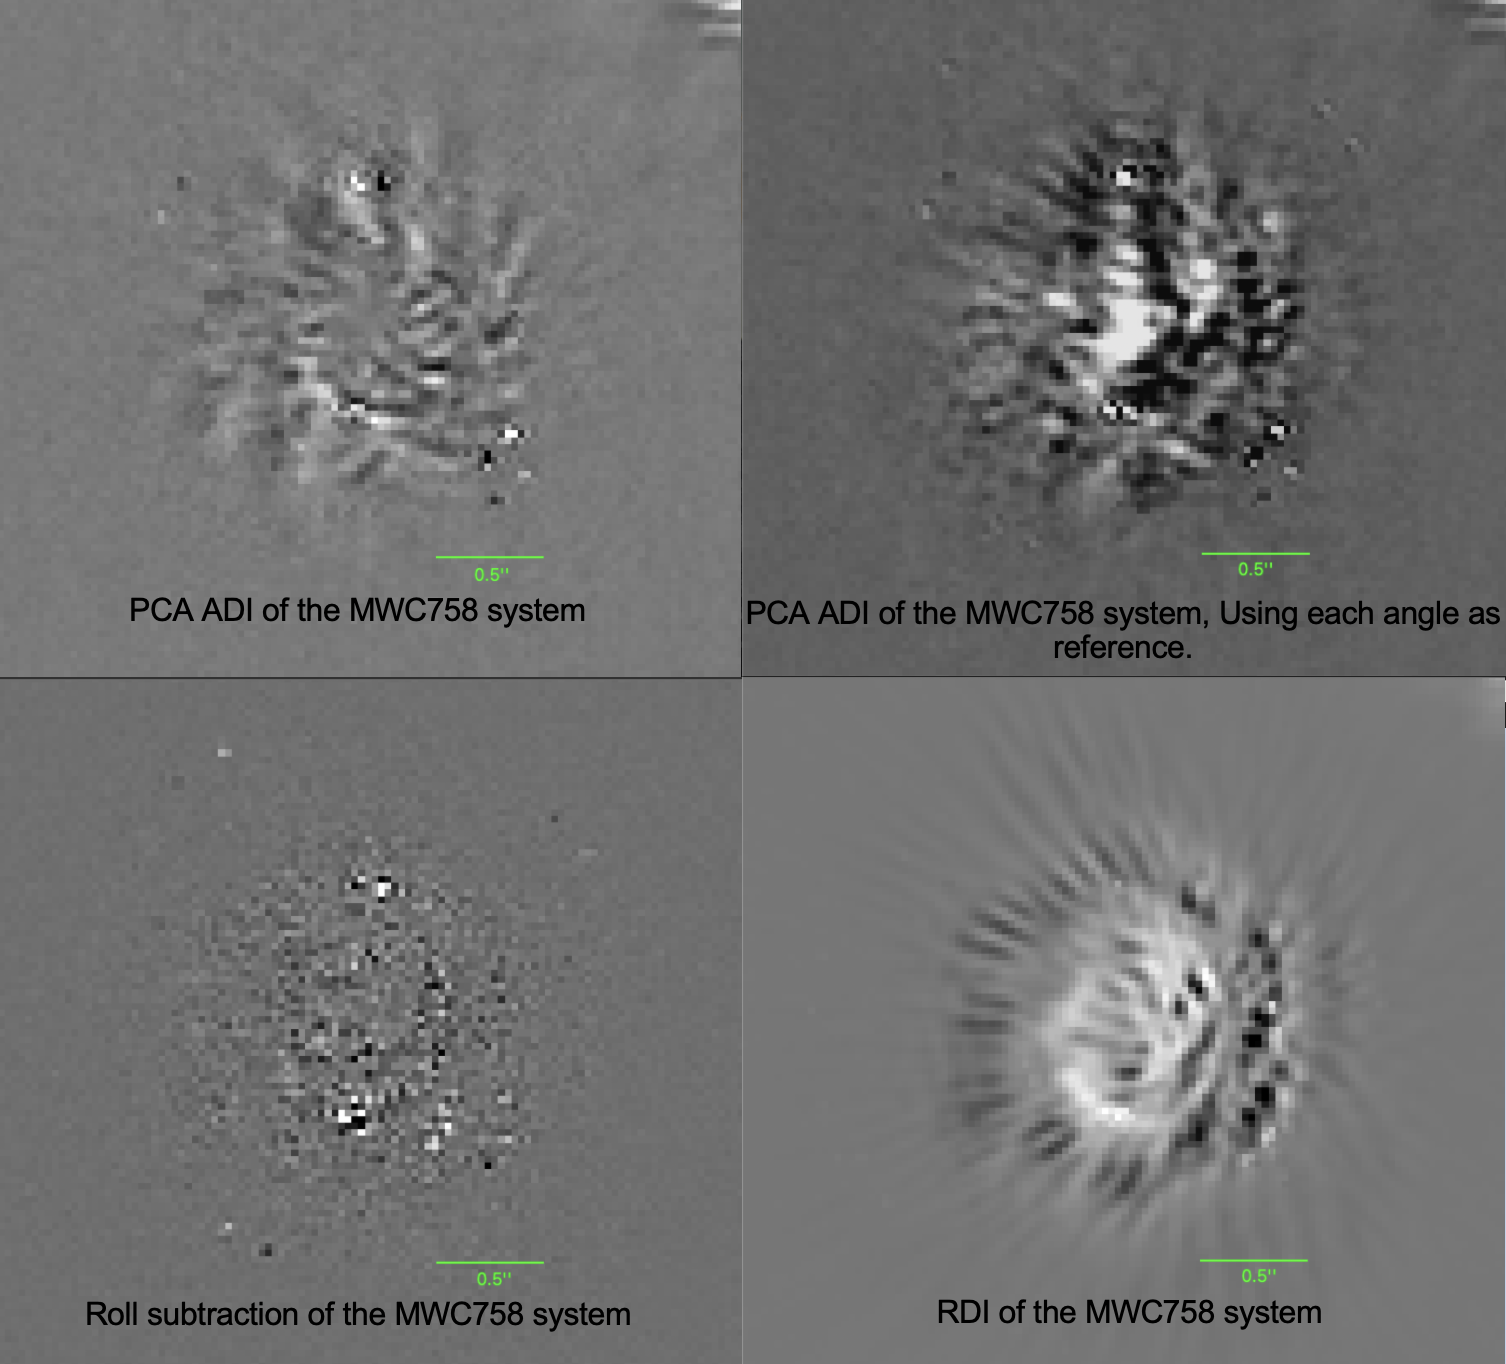 0.5''
PCA ADI of the MWC758 system
0.5''
PCA ADI of the MWC758 system, Using each angle as
reference.
0.5''
Roll subtraction of the MWC758 system
0.5''
RDI of the MWC758 system